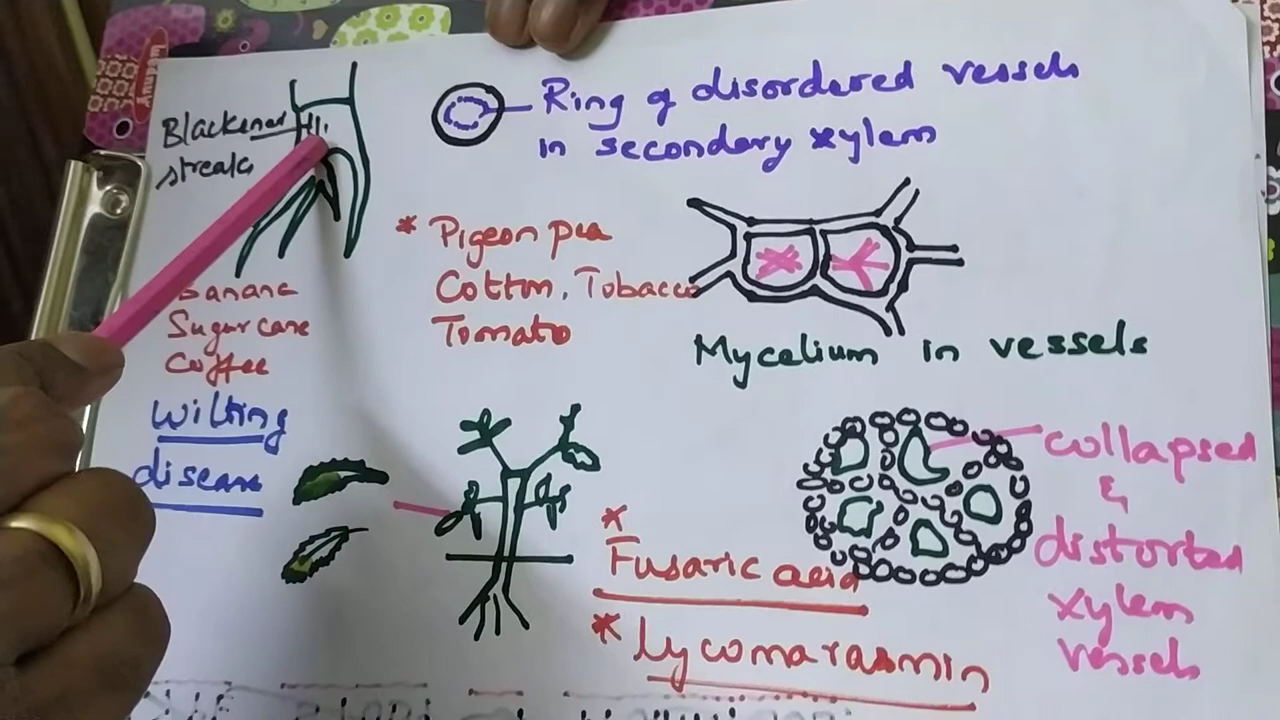 Blackened
streaks
Ring of disordered vessels
in secondary xylem
* Pigeon pea
Cotton, Tobacco
Tomato
Banana
Sugarcane
Coffee
Wilting
disease
Mycelium in vessels
collapsed
&
distorted
xylem
vessels
*
Fusaric acid
* Lycomarasmin